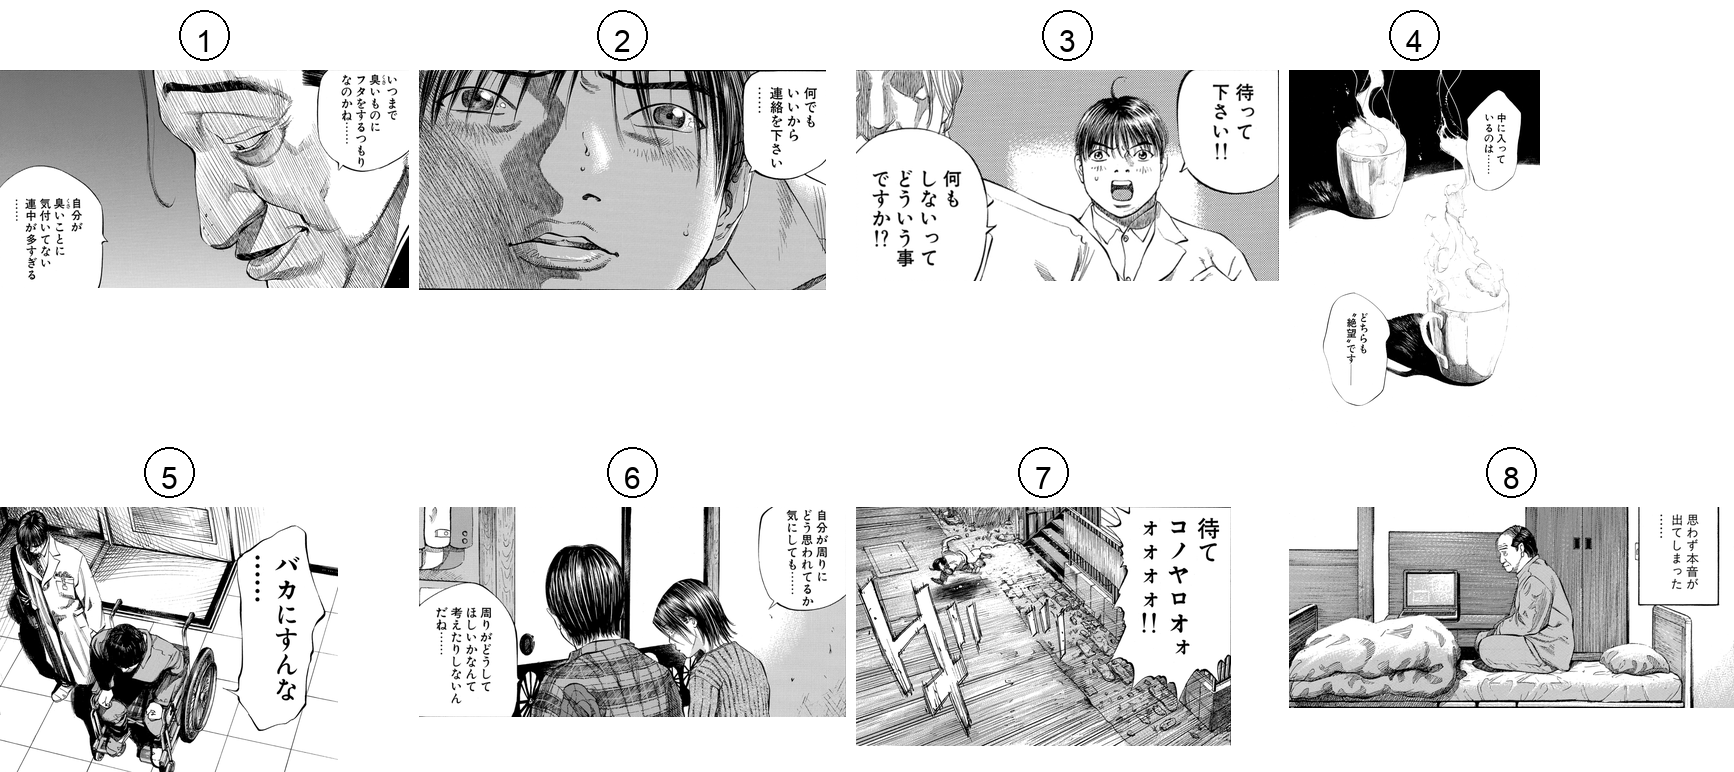 1
いつまで
臭いものに
フタをするつもり
なのかね……
自分が
臭いことに
気付いてない
連中が多すぎる
……
2
何でも
いいから
連絡を下さい
……
3
待って
下さい!!
何も
しないって
どういう事
ですか!?
4
中に入って
いるのは……
どちらも
“絶望”です──
5
バカにすんな
……
6
自分が周りに
どう思われてるか
気にしても……
周りがどうして
ほしいかなんて
考えたりしないん
だね……
7
待て
コノヤロオォ
ォォォォ!!
8
思わず本音が
出てしまった
……